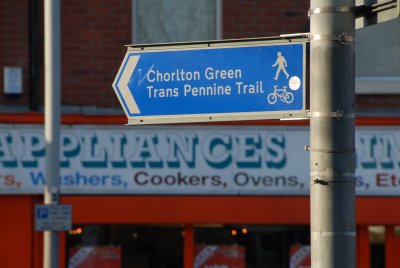 Chorlton Green
Trans Pennine Trail
APPLIANCES
Washers, Cookers, Ovens,